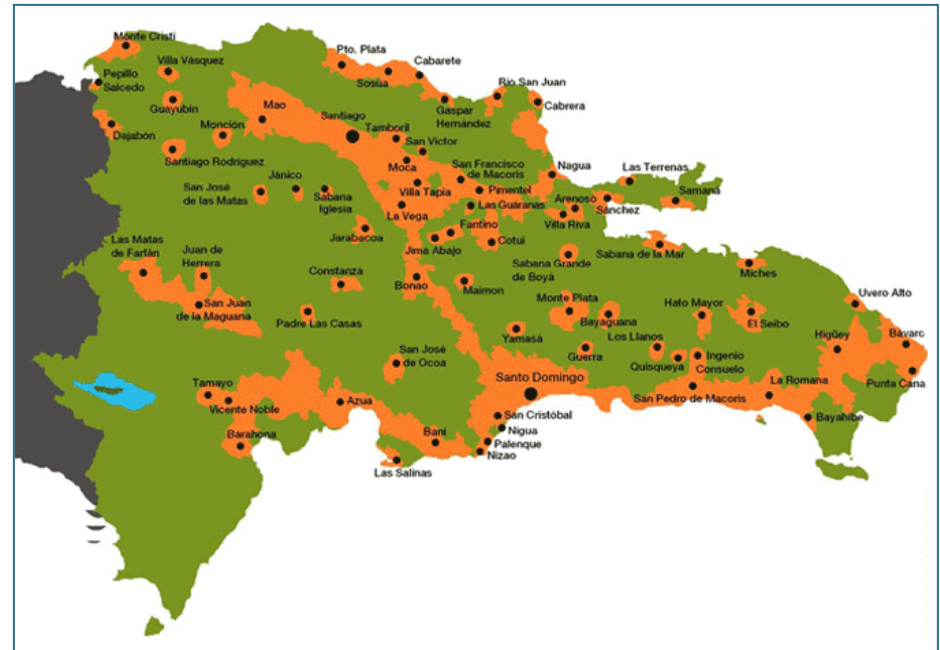 Monte Cristi
Pto. Plata
Cabarete
Villa Vásquez
Pepillo
Salcedo
Sosúa
Río San Juan
Guayubín
Mao
Gaspar
Hernández
Cabrera
Santiago
Dajabón
Monción
Tamboril
San Víctor
Santiago Rodríguez
Moca
San Francisco
de Macorís
Nagua
Las Terrenas
Jánico
San José
de las Matas
Sabana
Iglesia
Villa Tapia
Pimentel
Samaná
Arenoso
Sánchez
Las Guáranas
La Vega
Villa Riva
Fantino
Jarabacoa
Jima Abajo
Cotuí
Las Matas
de Farfán
Juan de
Herrera
Sabana Grande
de Boyá
Sabana de la Mar
Miches
Constanza
Bonao
Maimon
Uvero Alto
San Juan
de la Maguana
Monte Plata
Hato Mayor
Bayaguana
El Seibo
Padre Las Casas
Yamasá
Los Llanos
Higüey
Bávaro
San José
de Ocoa
Guerra
Quisqueya
Ingenio
Consuelo
Santo Domingo
Tamayo
La Romana
Punta Cana
Vicente Noble
Azua
San Pedro de Macorís
San Cristóbal
Bayahibe
Barahona
Baní
Nigua
Palenque
Nizao
Las Salinas